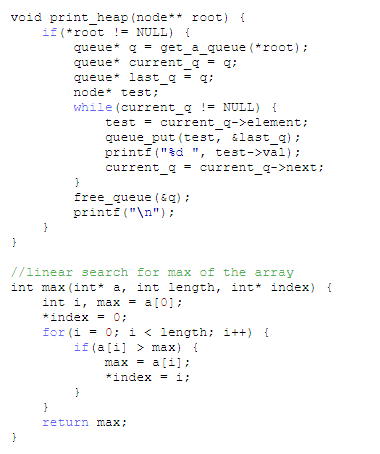 void print_heap(node** root) {
    if(*root != NULL) {
        queue* q = get_a_queue(*root);
        queue* current_q = q;
        queue* last_q = q;
        node* test;
        while(current_q != NULL) {
            test = current_q->element;
            queue_put(test, &last_q);
            printf("%d ", test->val);
            current_q = current_q->next;
        }
        free_queue(&q);
        printf("\n");
    }
}

//linear search for max of the array
int max(int* a, int length, int* index) {
    int i, max = a[0];
    *index = 0;
    for(i = 0; i < length; i++) {
        if(a[i] > max) {
            max = a[i];
            *index = i;
        }
    }
    return max;
}